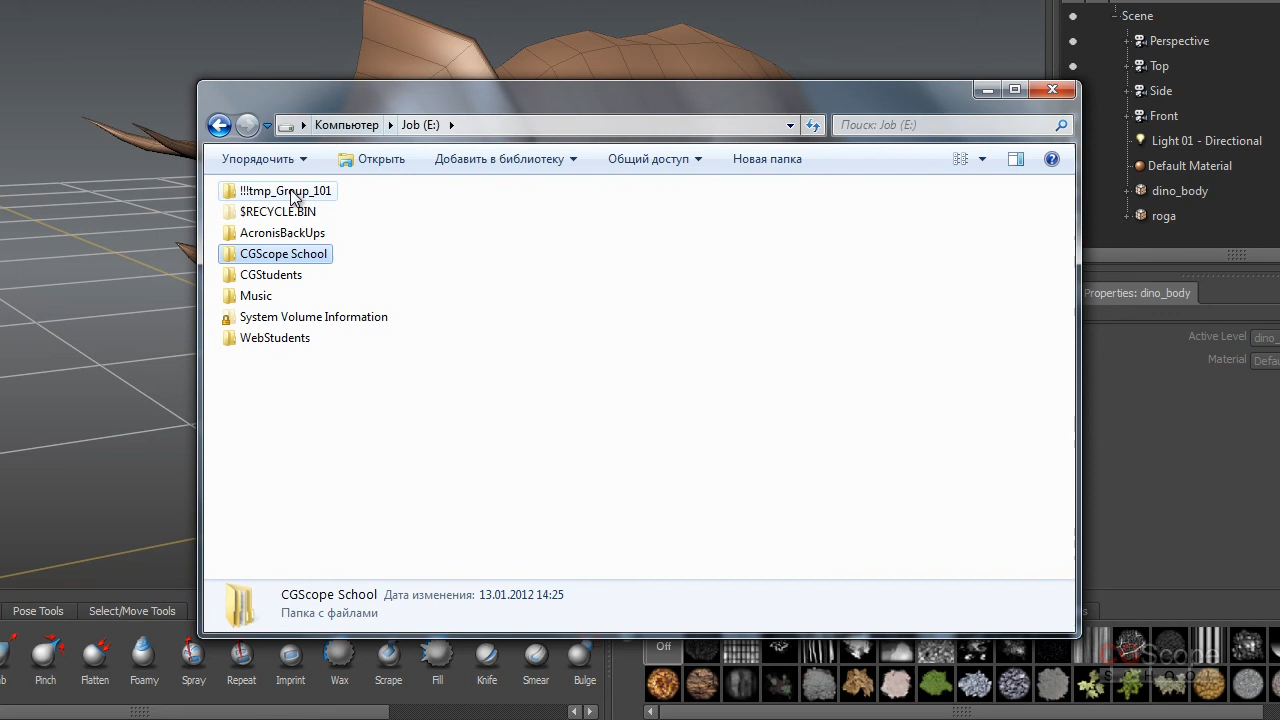 Scene
Perspective
Top
Side
Front
Light 01 - Directional
Default Material
dino_body
roga
Компьютер
Job (E:)
Поиск: Job (E:)
Упорядочить
Открыть
Добавить в библиотеку
Общий доступ
Новая папка
!!!tmp_Group_101
$RECYCLE.BIN
AcronisBackUps
CGScope School
CGStudents
Music
System Volume Information
WebStudents
Properties: dino_body
Active Level
dino_
Material
CGScope School Дата изменения: 13.01.2012 14:25
Папка с файлами
Pose Tools
Select/Move Tools
Off
Pinch
Flatten
Foamy
Spray
Repeat
Imprint
Wax
Scrape
Fill
Knife
Smear
Bulge
CGScope